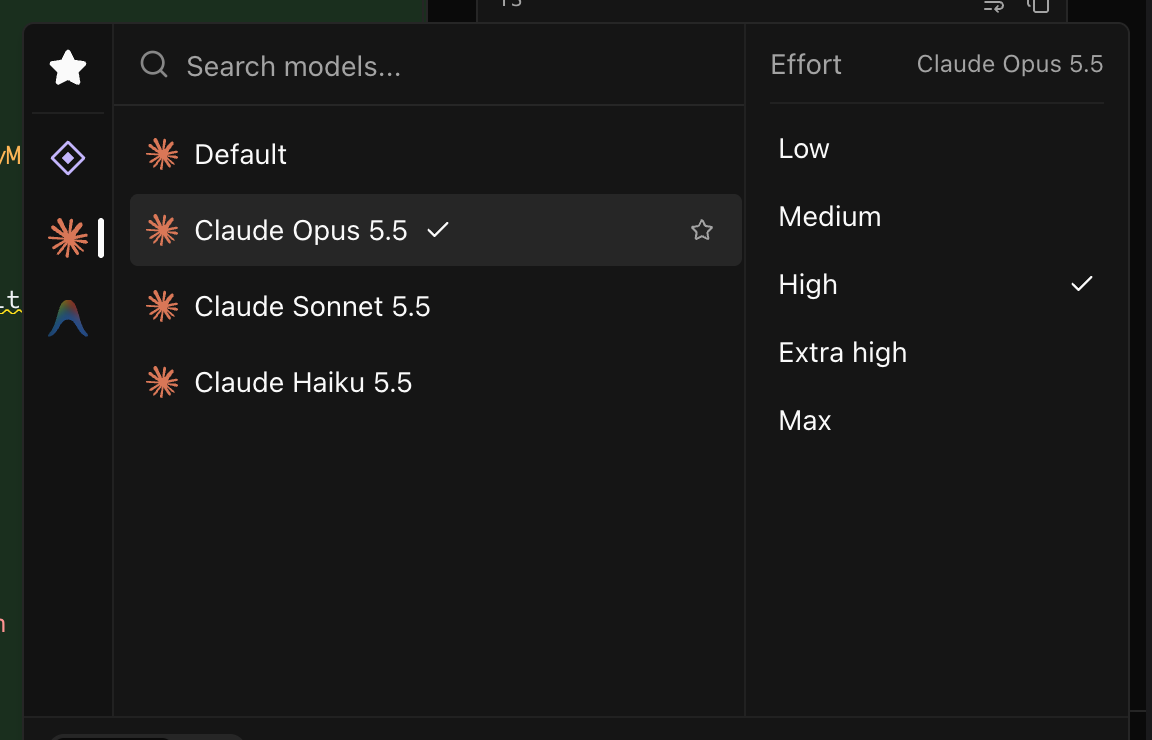 Search models...
Default
Claude Opus 5.5
Claude Sonnet 5.5
Claude Haiku 5.5
Effort
Claude Opus 5.5
Low
Medium
High
Extra high
Max